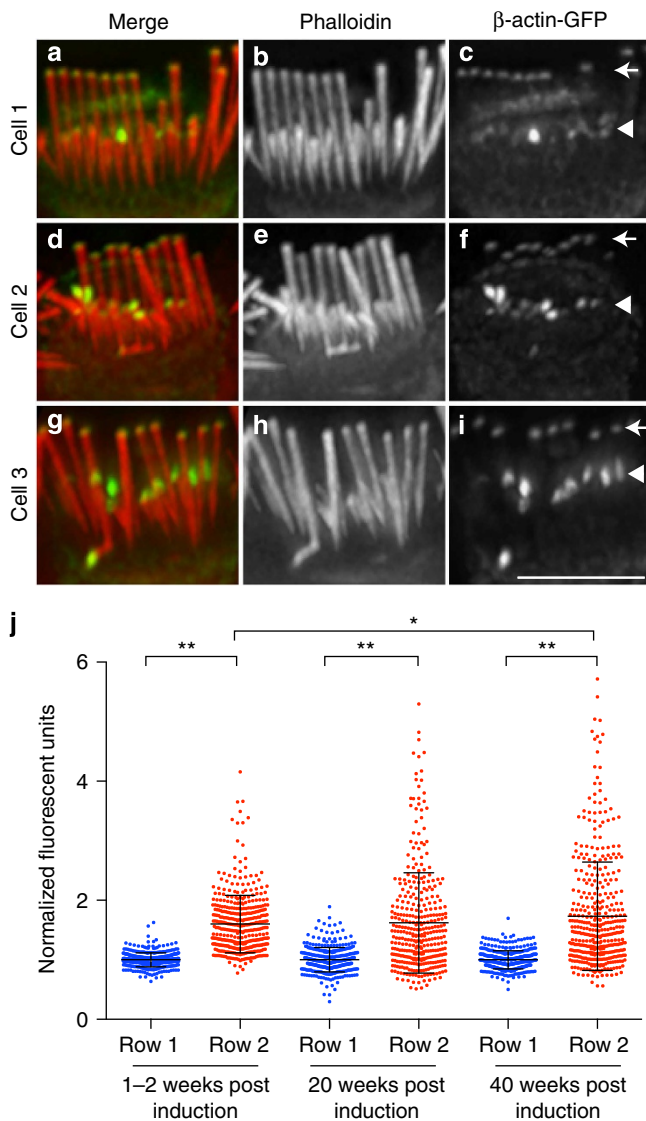 Merge Phalloidin β-actin-GFP
Cell 1
a b c
Cell 2
d e f
Cell 3
g h i
j
* 
** ** **
Normalized fluorescent units
6
4
2
0
Row 1 Row 2 Row 1 Row 2 Row 1 Row 2
1–2 weeks post induction
20 weeks post induction
40 weeks post induction